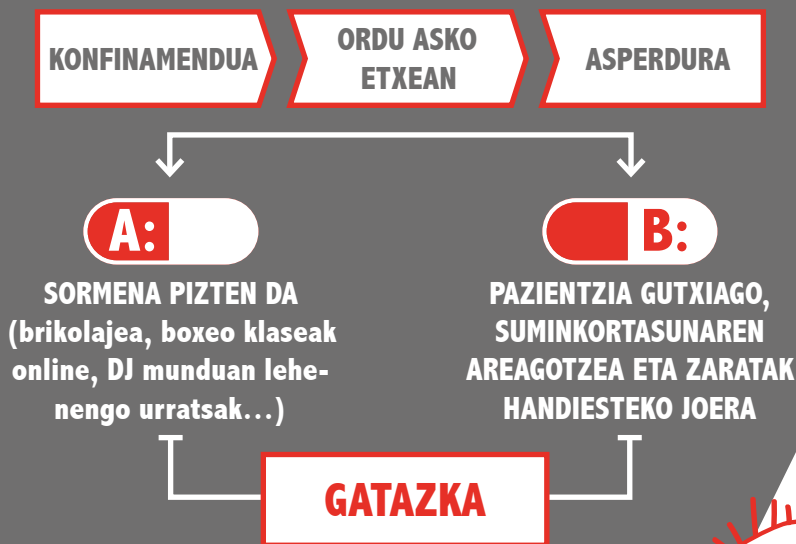 KONFINAMENDUA
ORDU ASKO
ETXEAN
ASPERDURA
A:
SORMENA PIZTEN DA
(brikolajea, boxeo klaseak
online, DJ munduan lehe-
nengo urratsak...)
B:
PAZIENTZIA GUTXIAGO,
SUMINKORTASUNAREN
AREAGOTZEA ETA ZARATAK
HANDIESTEKO JOERA
GATAZKA